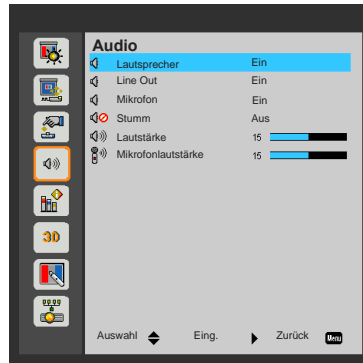 Audio
Lautsprecher Ein
Line Out Ein
Mikrofon Ein
Stumm Aus
Lautstärke 15
Mikrofonlautstärke 15
3D
Auswahl Eing. Zurück Menu